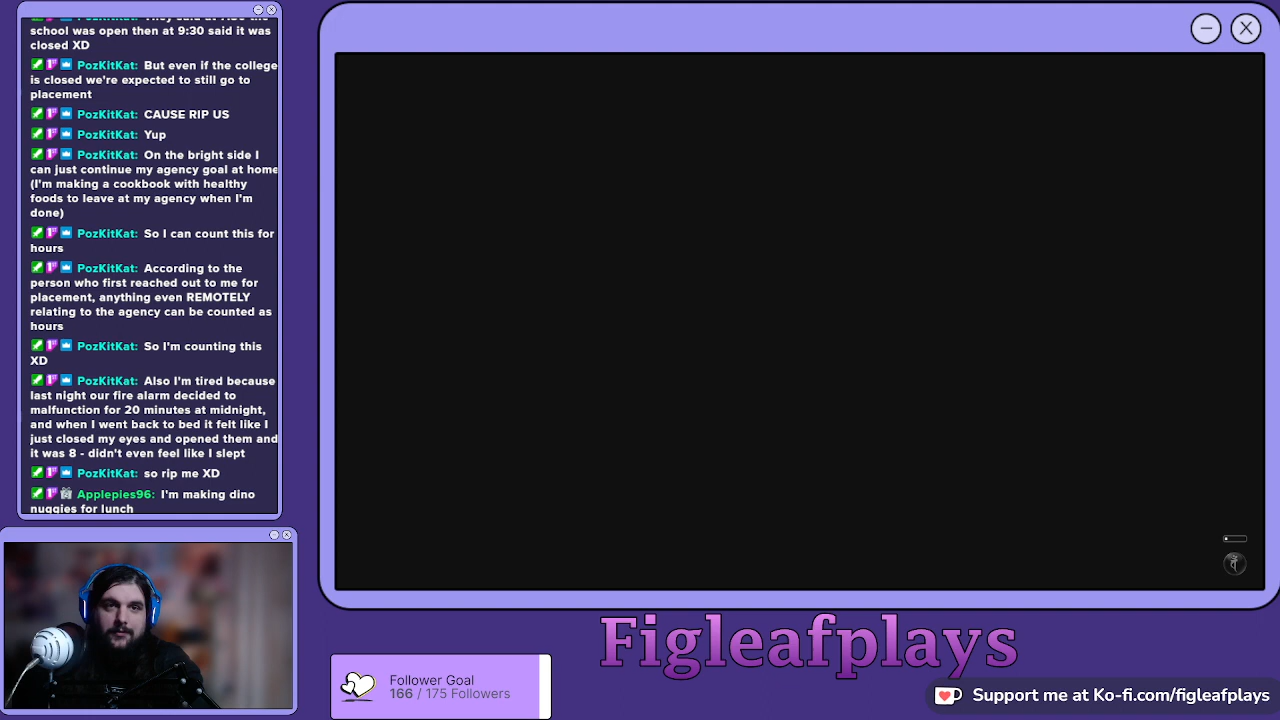 school was open then at 9:30 said it was
closed XD
PozKitKat: But even if the college
is closed we're expected to still go to
placement
PozKitKat: CAUSE RIP US
PozKitKat: Yup
PozKitKat: On the bright side I
can just continue my agency goal at home
(I'm making a cookbook with healthy
foods to leave at my agency when I'm
done)
PozKitKat: So I can count this for
hours
PozKitKat: According to the
person who first reached out to me for
placement, anything even REMOTELY
relating to the agency can be counted as
hours
PozKitKat: So I'm counting this
XD
PozKitKat: Also I'm tired because
last night our fire alarm decided to
malfunction for 20 minutes at midnight,
and when I went back to bed it felt like I
just closed my eyes and opened them and
it was 8 - didn't even feel like I slept
PozKitKat: so rip me XD
Applepies96: I'm making dino
nuggies for lunch
Follower Goal
166 / 175 Followers
Figleafplays
Support me at Ko-fi.com/figleafplays